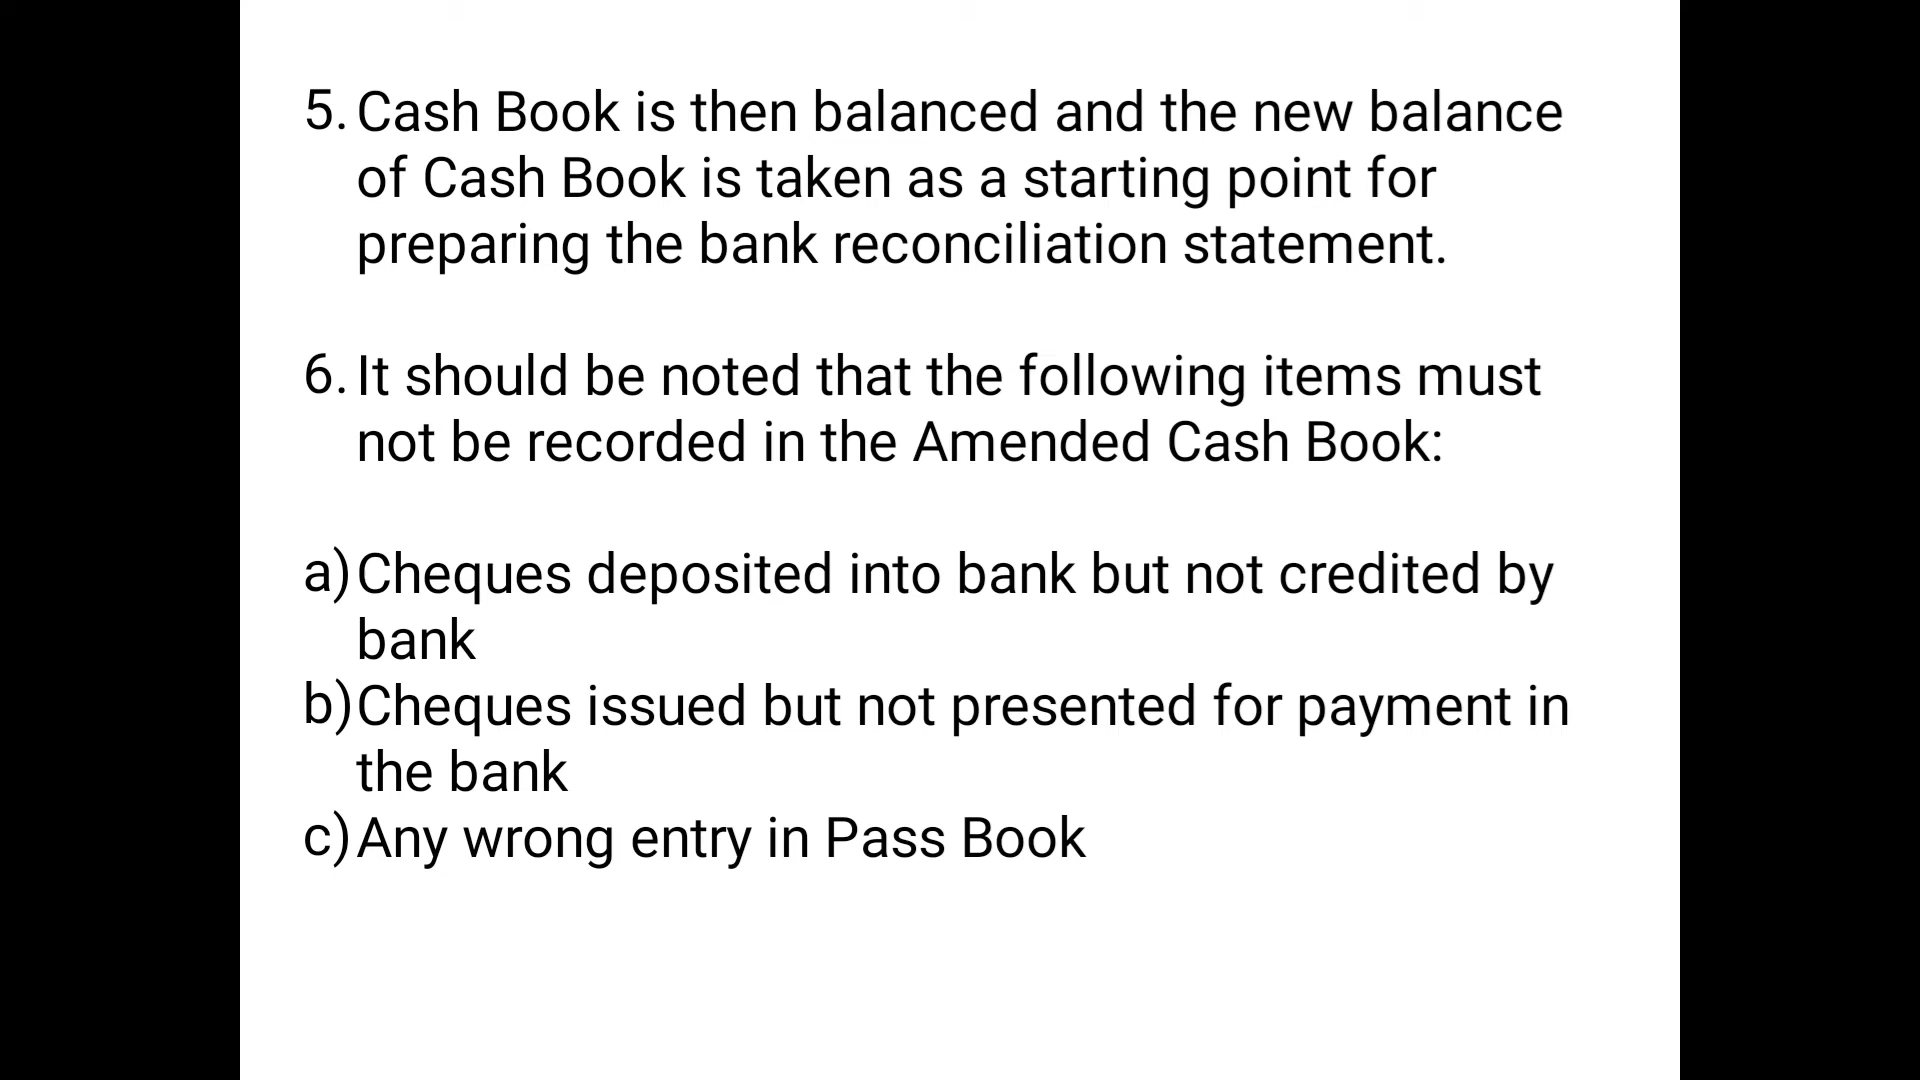 5. Cash Book is then balanced and the new balance
of Cash Book is taken as a starting point for
preparing the bank reconciliation statement.
6. It should be noted that the following items must
not be recorded in the Amended Cash Book:
a) Cheques deposited into bank but not credited by
bank
b) Cheques issued but not presented for payment in
the bank
c) Any wrong entry in Pass Book